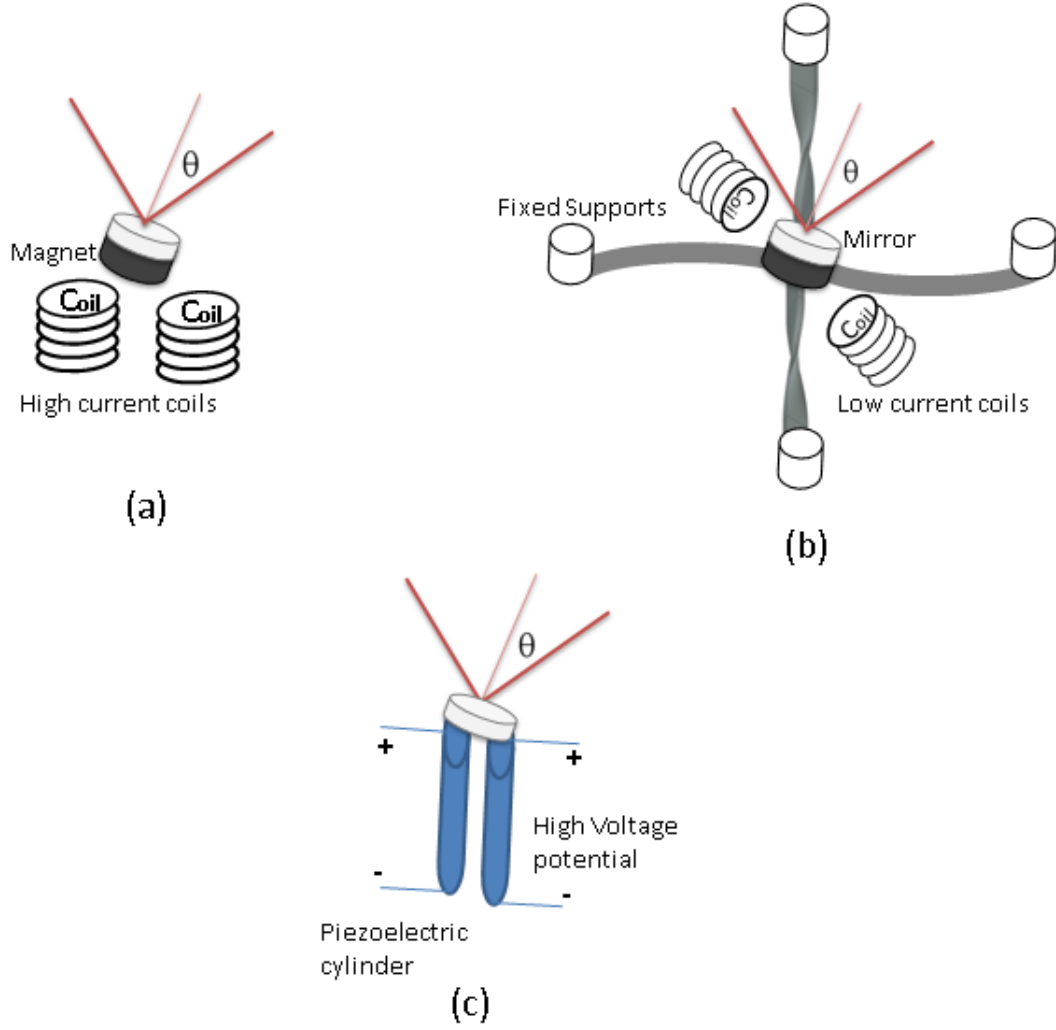 θ
Magnet
Coil
Coil
High current coils
(a)
θ
Coil
Fixed Supports
Mirror
Coil
Low current coils
(b)
θ
+
+
High Voltage
potential
-
-
Piezoelectric
cylinder
(c)